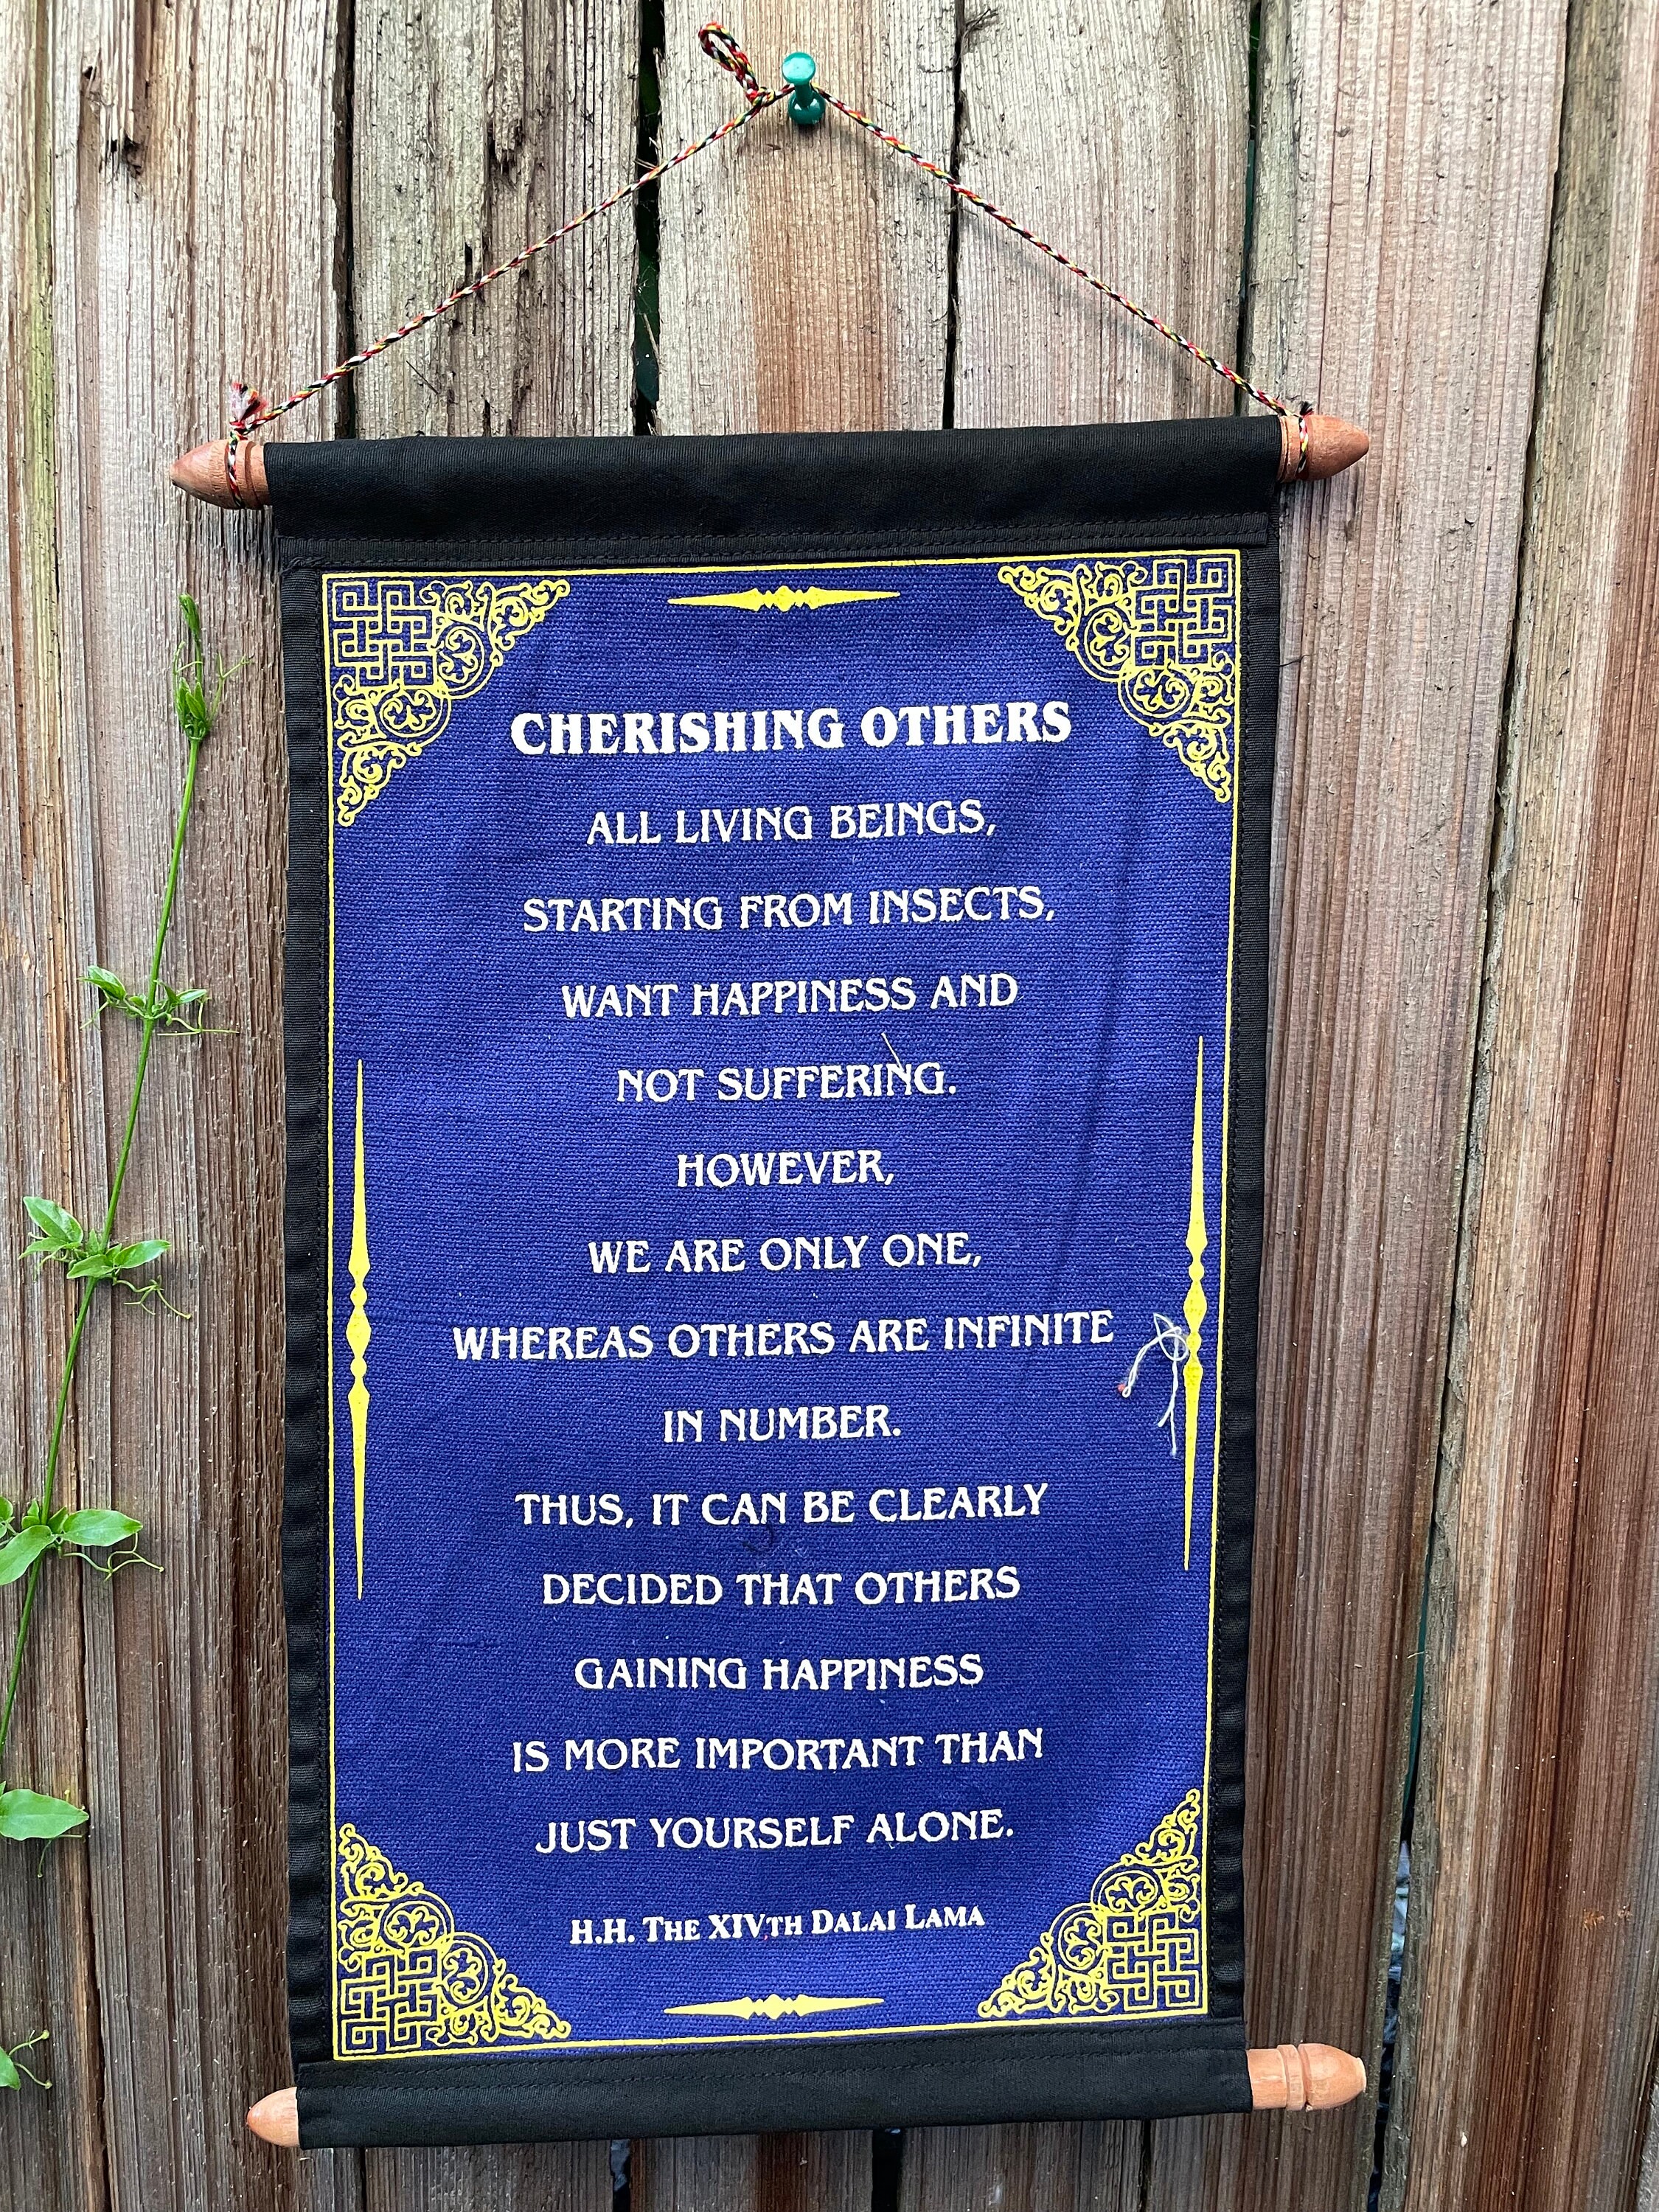 CHERISHING OTHERS
ALL LIVING BEINGS,
STARTING FROM INSECTS,
WANT HAPPINESS AND
NOT SUFFERING.
HOWEVER,
WE ARE ONLY ONE,
WHEREAS OTHERS ARE INFINITE
IN NUMBER.
THUS, IT CAN BE CLEARLY
DECIDED THAT OTHERS
GAINING HAPPINESS
IS MORE IMPORTANT THAN
JUST YOURSELF ALONE.
H.H. THE XIVTH DALAI LAMA